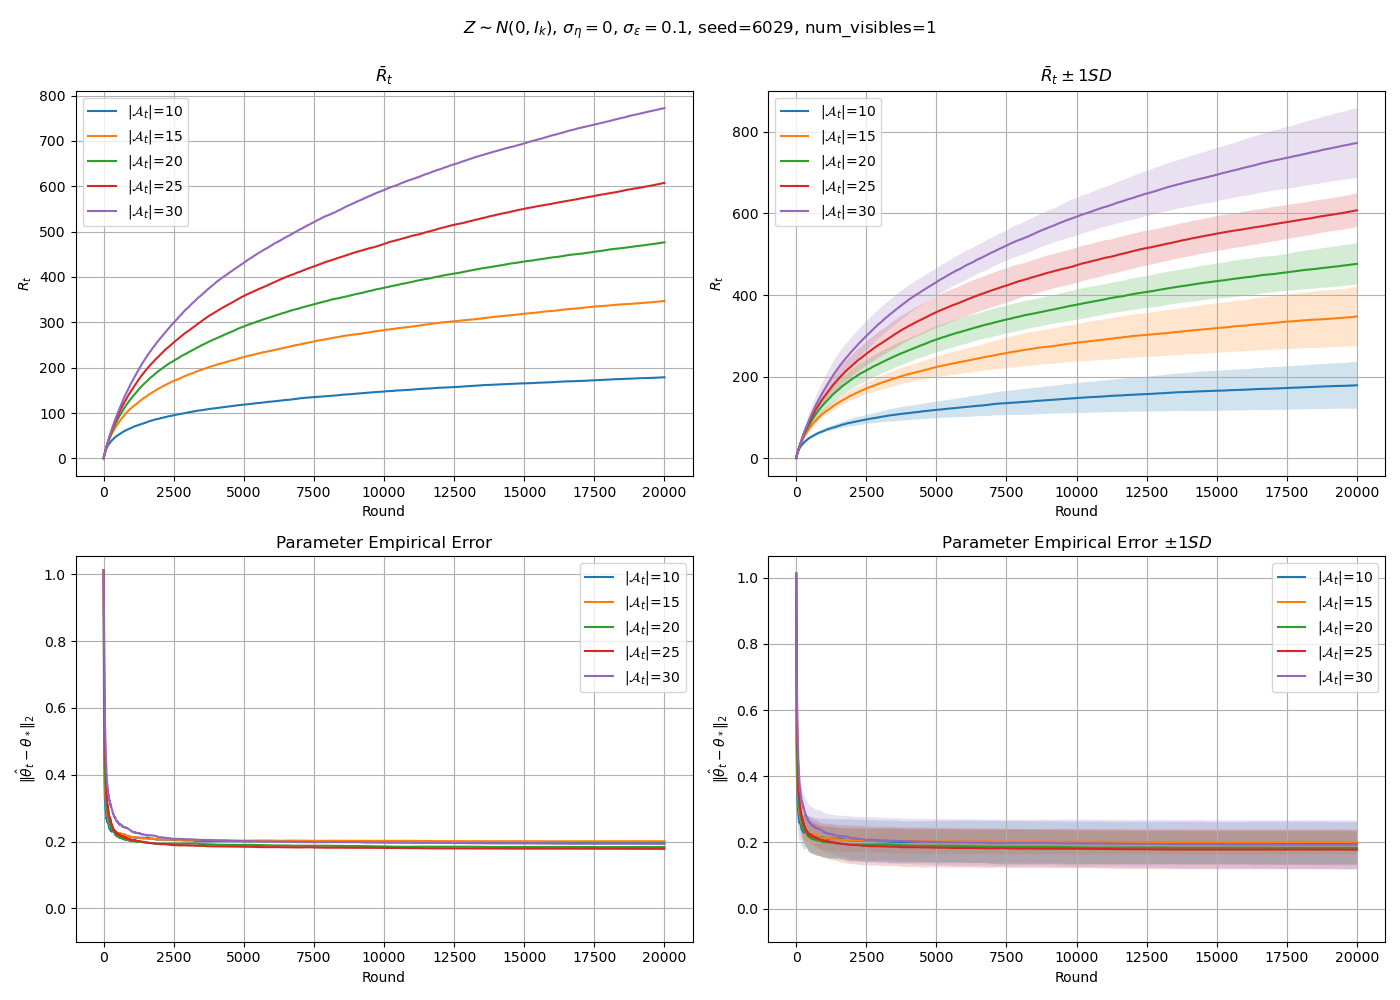 Z ∼ N(0, I_k), σ_η = 0, σ_ε = 0.1, seed=6029, num_visibles=1
R̄_t
R_t
800
700
600
500
400
300
200
100
0
|𝒜_t|=10
|𝒜_t|=15
|𝒜_t|=20
|𝒜_t|=25
|𝒜_t|=30
0 2500 5000 7500 10000 12500 15000 17500 20000
Round
R̄_t ± 1SD
R_t
800
600
400
200
0
|𝒜_t|=10
|𝒜_t|=15
|𝒜_t|=20
|𝒜_t|=25
|𝒜_t|=30
0 2500 5000 7500 10000 12500 15000 17500 20000
Round
Parameter Empirical Error
‖θ̂_t − θ_*‖₂
1.0
0.8
0.6
0.4
0.2
0.0
|𝒜_t|=10
|𝒜_t|=15
|𝒜_t|=20
|𝒜_t|=25
|𝒜_t|=30
0 2500 5000 7500 10000 12500 15000 17500 20000
Round
Parameter Empirical Error ±1SD
‖θ̂_t − θ_*‖₂
1.0
0.8
0.6
0.4
0.2
0.0
|𝒜_t|=10
|𝒜_t|=15
|𝒜_t|=20
|𝒜_t|=25
|𝒜_t|=30
0 2500 5000 7500 10000 12500 15000 17500 20000
Round